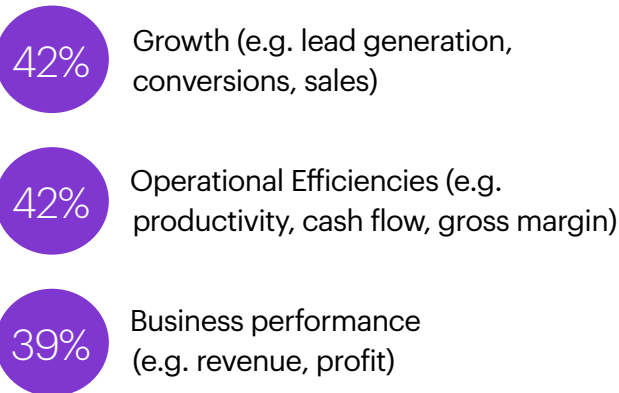 42%
Growth (e.g. lead generation,
conversions, sales)
42%
Operational Efficiencies (e.g.
productivity, cash flow, gross margin)
39%
Business performance
(e.g. revenue, profit)